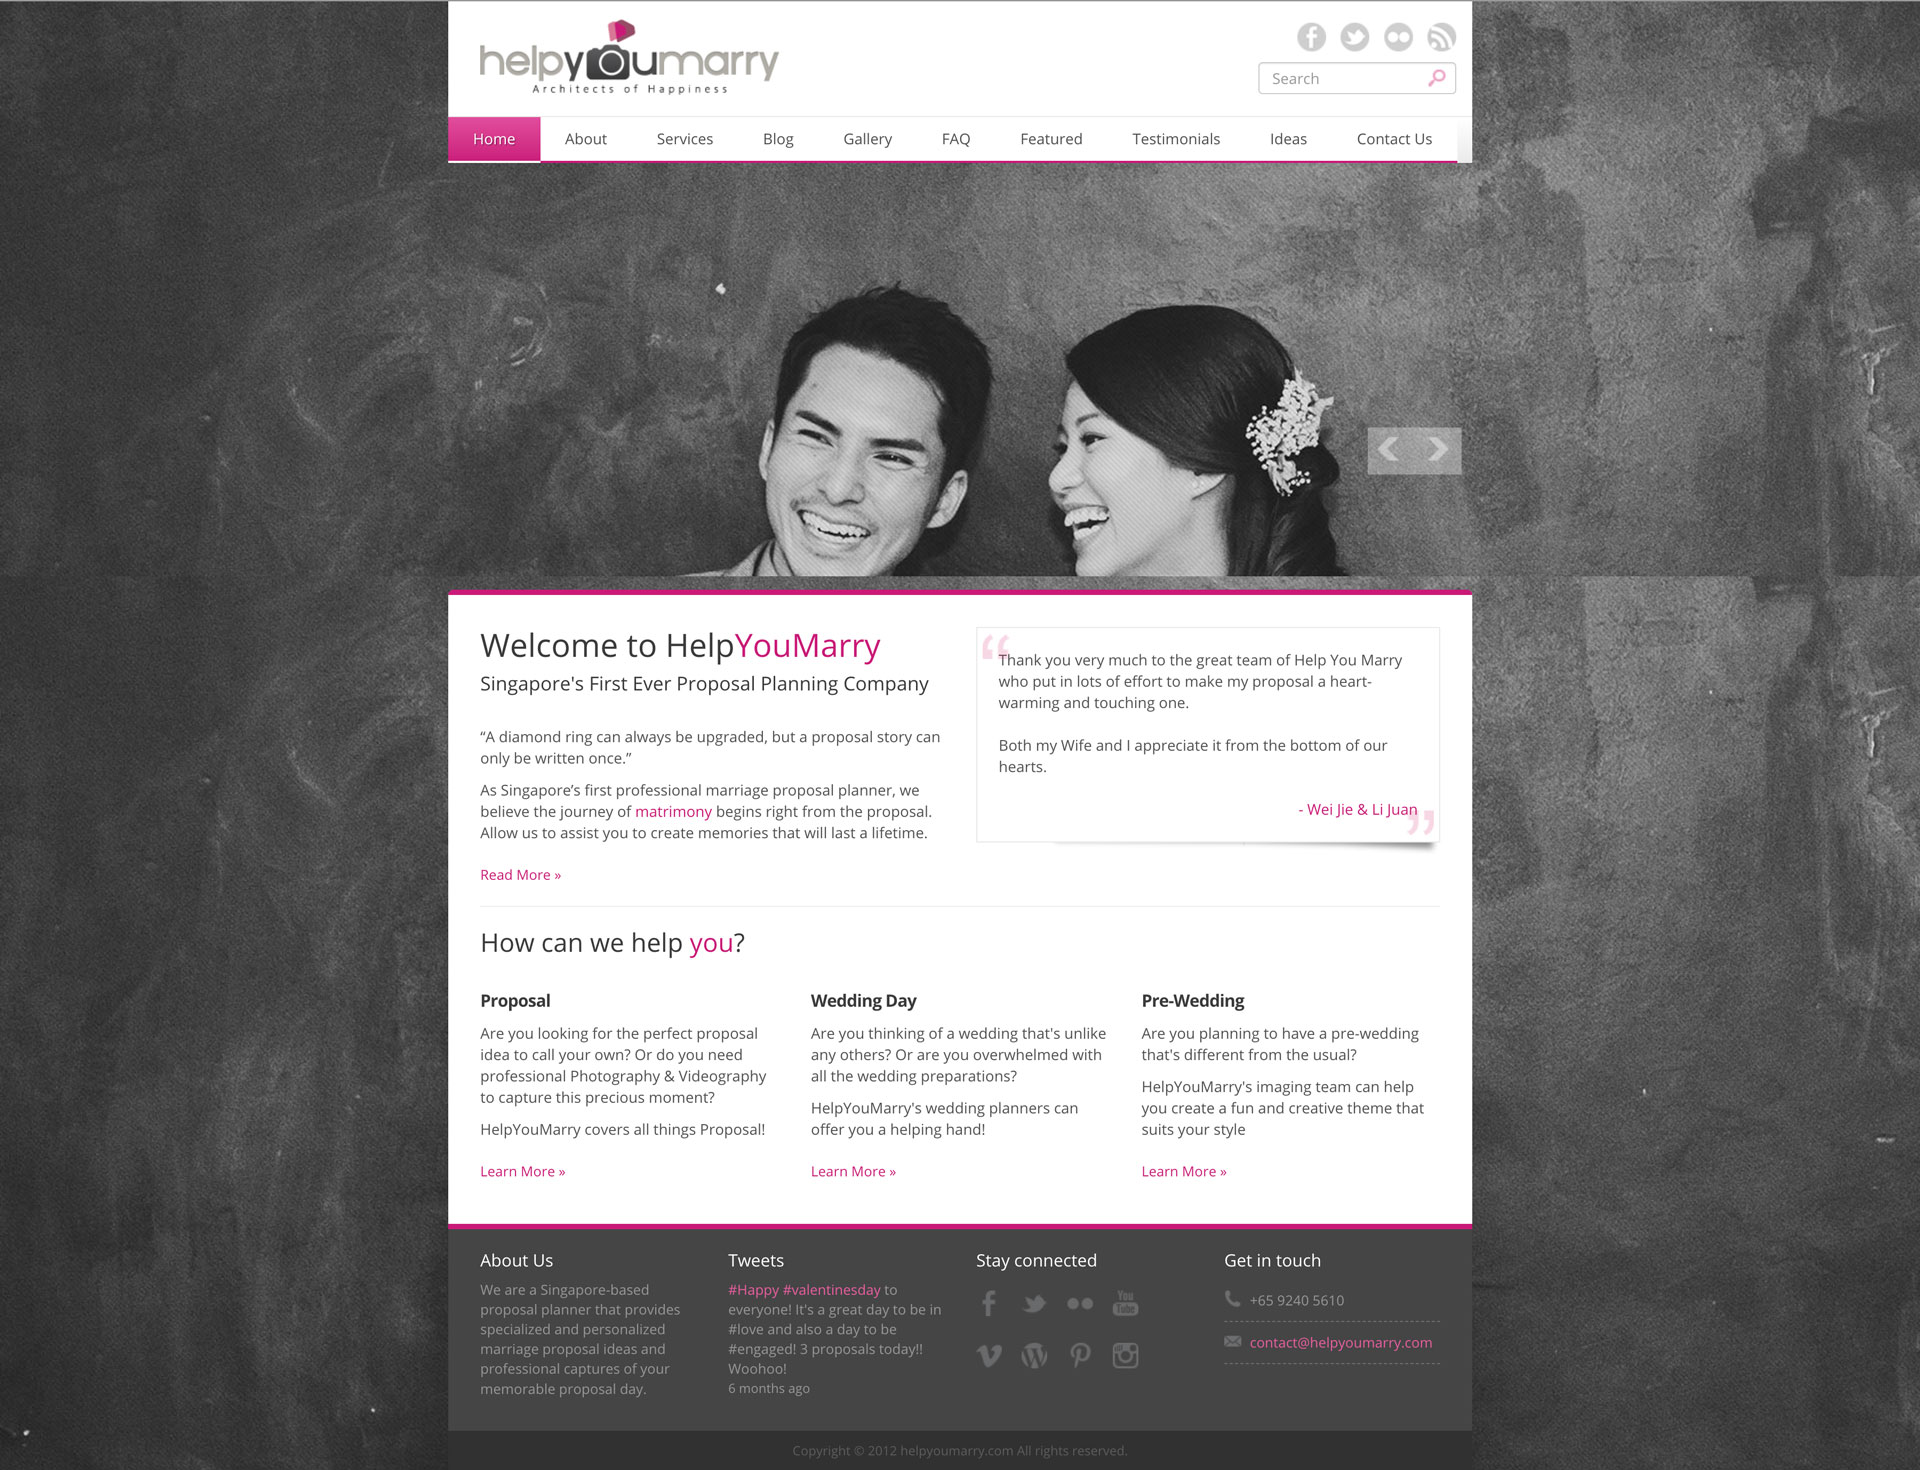 helpyoumarry
Architects of Happiness
Search
Home About Services Blog Gallery FAQ Featured Testimonials Ideas Contact Us
Welcome to HelpYouMarry
Singapore's First Ever Proposal Planning Company
“A diamond ring can always be upgraded, but a proposal story can
only be written once.”
As Singapore’s first professional marriage proposal planner, we
believe the journey of matrimony begins right from the proposal.
Allow us to assist you to create memories that will last a lifetime.
Read More »
“
Thank you very much to the great team of Help You Marry
who put in lots of effort to make my proposal a heart-
warming and touching one.
Both my Wife and I appreciate it from the bottom of our
hearts.
- Wei Jie & Li Juan
”
How can we help you?
Proposal
Are you looking for the perfect proposal
idea to call your own? Or do you need
professional Photography & Videography
to capture this precious moment?
HelpYouMarry covers all things Proposal!
Learn More »
Wedding Day
Are you thinking of a wedding that's unlike
any others? Or are you overwhelmed with
all the wedding preparations?
HelpYouMarry's wedding planners can
offer you a helping hand!
Learn More »
Pre-Wedding
Are you planning to have a pre-wedding
that's different from the usual?
HelpYouMarry's imaging team can help
you create a fun and creative theme that
suits your style
Learn More »
About Us
We are a Singapore-based
proposal planner that provides
specialized and personalized
marriage proposal ideas and
professional captures of your
memorable proposal day.
Tweets
#Happy #valentinesday to
everyone! It's a great day to be in
#love and also a day to be
#engaged! 3 proposals today!!
Woohoo!
6 months ago
Stay connected
You
Tube
Get in touch
+65 9240 5610
contact@helpyoumarry.com
Copyright © 2012 helpyoumarry.com All rights reserved.